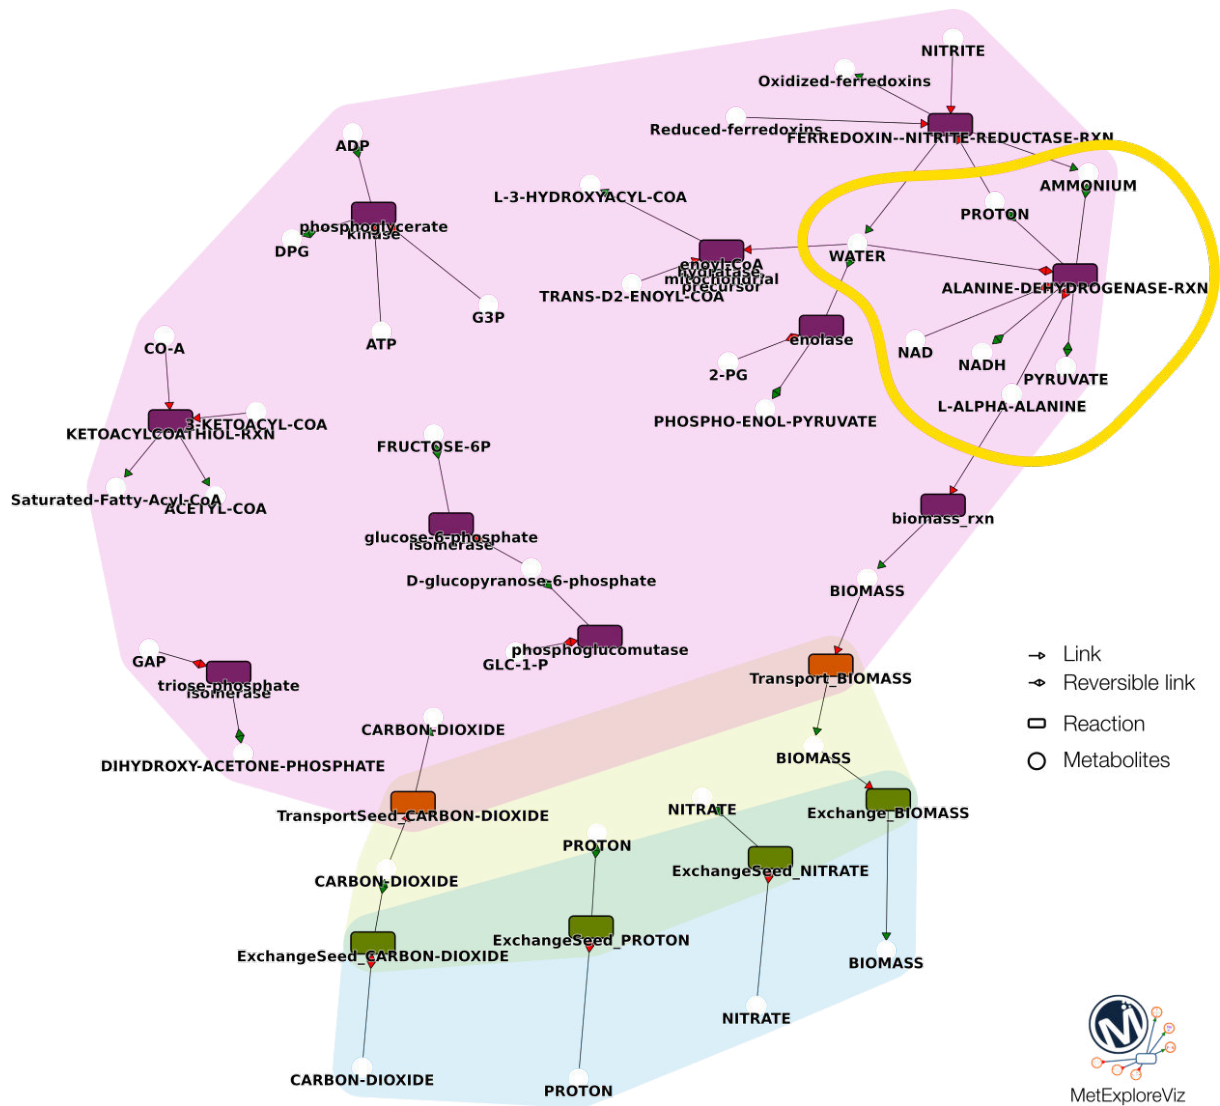 NITRITE
Oxidized-ferredoxins
Reduced-ferredoxins
FERREDOXIN--NITRITE-REDUCTASE-RXN
ADP
AMMONIUM
L-3-HYDROXYACYL-COA
PROTON
phosphoglycerate
kinase
DPG
WATER
enoyl-CoA
hydratase,
mitochondrial
precursor
ALANINE-DEHYDROGENASE-RXN
TRANS-D2-ENOYL-COA
G3P
ATP
enolase
CO-A
NAD
NADH
2-PG
PYRUVATE
L-ALPHA-ALANINE
3-KETOACYL-COA
KETOACYLCOATHIOL-RXN
PHOSPHO-ENOL-PYRUVATE
FRUCTOSE-6P
Saturated-Fatty-Acyl-CoA
ACETYL-COA
biomass_rxn
glucose-6-phosphate
isomerase
D-glucopyranose-6-phosphate
BIOMASS
phosphoglucomutase
GAP
GLC-1-P
triose-phosphate
isomerase
Transport_BIOMASS
Link
Reversible link
Reaction
Metabolites
CARBON-DIOXIDE
DIHYDROXY-ACETONE-PHOSPHATE
BIOMASS
TransportSeed_CARBON-DIOXIDE
NITRATE
Exchange_BIOMASS
PROTON
ExchangeSeed_NITRATE
CARBON-DIOXIDE
ExchangeSeed_PROTON
ExchangeSeed_CARBON-DIOXIDE
BIOMASS
NITRATE
CARBON-DIOXIDE
PROTON
M
MetExploreViz